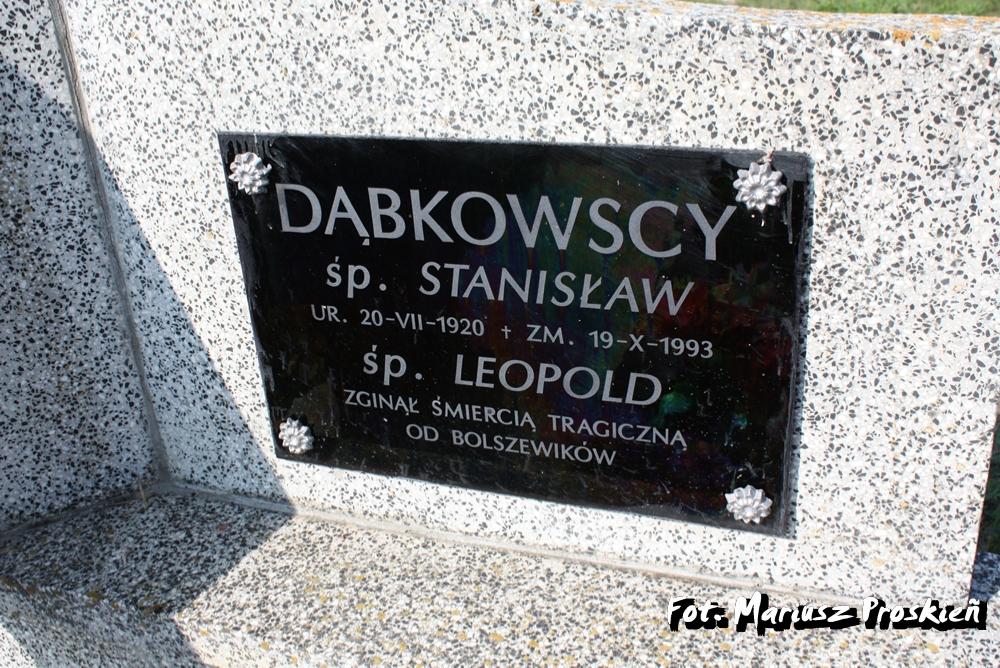 DĄBKOWSCY
śp. STANISŁAW
UR. 20-VII-1920 ✝ ZM. 19-X-1993
śp. LEOPOLD
ZGINĄŁ ŚMIERCIĄ TRAGICZNĄ
OD BOLSZEWIKÓW
Fot. Mariusz Proskień